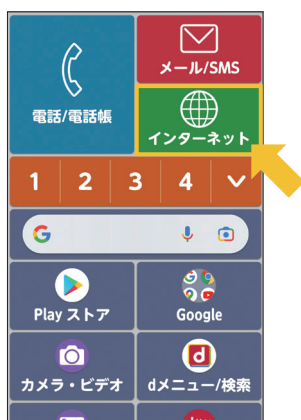 メール/SMS
電話/電話帳
インターネット
1 2 3 4
Play ストア
Google
カメラ・ビデオ
dメニュー/検索